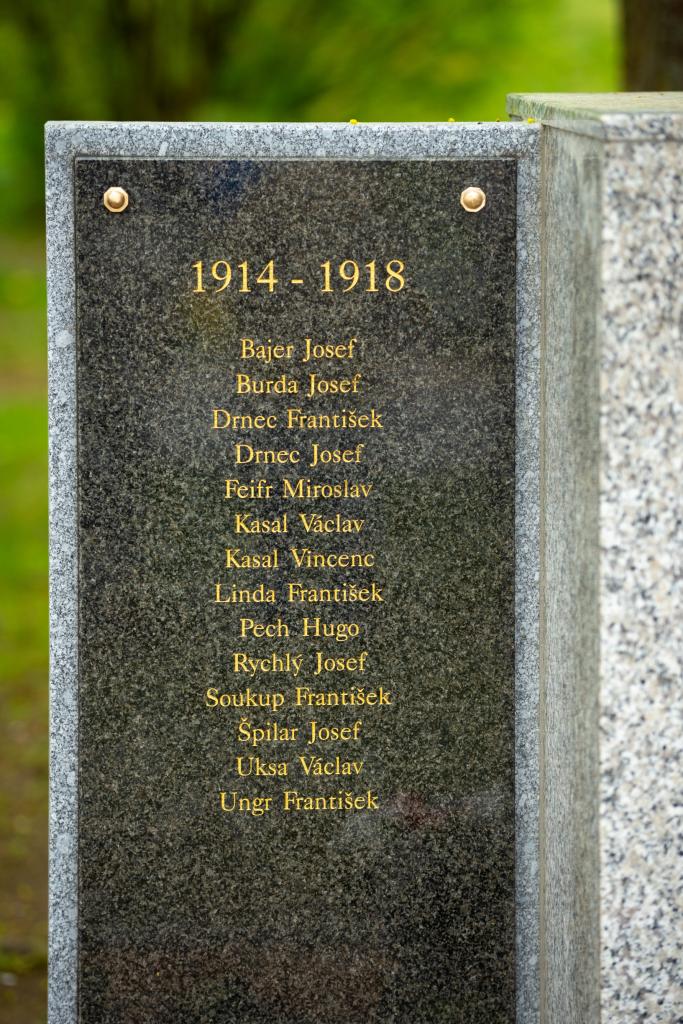 1914 - 1918
Bajer Josef
Burda Josef
Drnec František
Drnec Josef
Feifr Miroslav
Kasal Václav
Kasal Vincenc
Linda František
Pech Hugo
Rychlý Josef
Soukup František
Špilar Josef
Uksa Václav
Ungr František